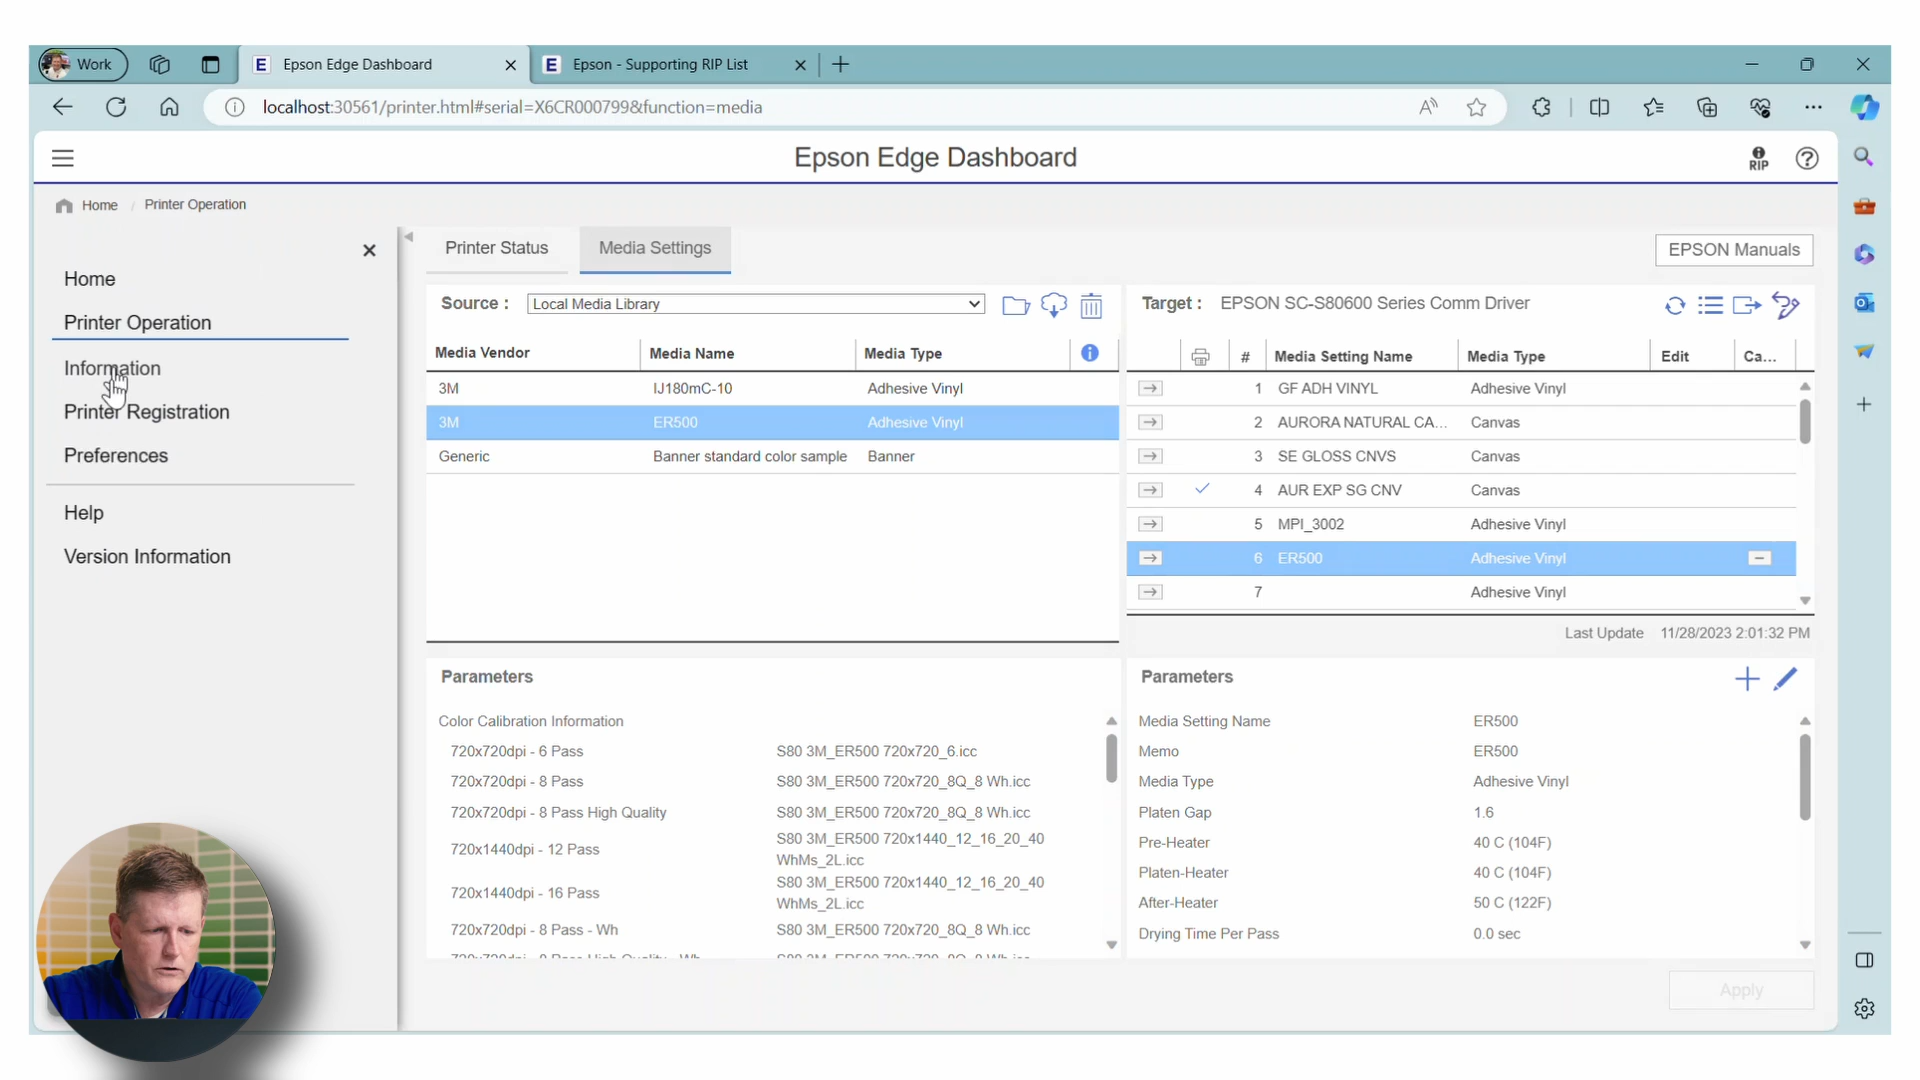 Work
Epson Edge Dashboard
Epson - Supporting RIP List
localhost:30561/printer.html#serial=X6CR000799&function=media
Epson Edge Dashboard
RIP
Home / Printer Operation
Printer Status
Media Settings
EPSON Manuals
Home
Printer Operation
Information
Printer Registration
Preferences
Help
Version Information
Source : Local Media Library
Media Vendor Media Name Media Type
3M IJ180mC-10 Adhesive Vinyl
3M ER500 Adhesive Vinyl
Generic Banner standard color sample Banner
Target : EPSON SC-S80600 Series Comm Driver
# Media Setting Name Media Type Edit Ca...
1 GF ADH VINYL Adhesive Vinyl
2 AURORA NATURAL CA... Canvas
3 SE GLOSS CNVS Canvas
4 AUR EXP SG CNV Canvas
5 MPI_3002 Adhesive Vinyl
6 ER500 Adhesive Vinyl
7 Adhesive Vinyl
Last Update 11/28/2023 2:01:32 PM
Parameters
Color Calibration Information
720x720dpi - 6 Pass S80 3M_ER500 720x720_6.icc
720x720dpi - 8 Pass S80 3M_ER500 720x720_8Q_8 Wh.icc
720x720dpi - 8 Pass High Quality S80 3M_ER500 720x720_8Q_8 Wh.icc
720x1440dpi - 12 Pass S80 3M_ER500 720x1440_12_16_20_40
WhMs_2L.icc
720x1440dpi - 16 Pass S80 3M_ER500 720x1440_12_16_20_40
WhMs_2L.icc
720x720dpi - 8 Pass - Wh S80 3M_ER500 720x720_8Q_8 Wh.icc
Parameters
Media Setting Name ER500
Memo ER500
Media Type Adhesive Vinyl
Platen Gap 1.6
Pre-Heater 40 C (104F)
Platen-Heater 40 C (104F)
After-Heater 50 C (122F)
Drying Time Per Pass 0.0 sec
Apply